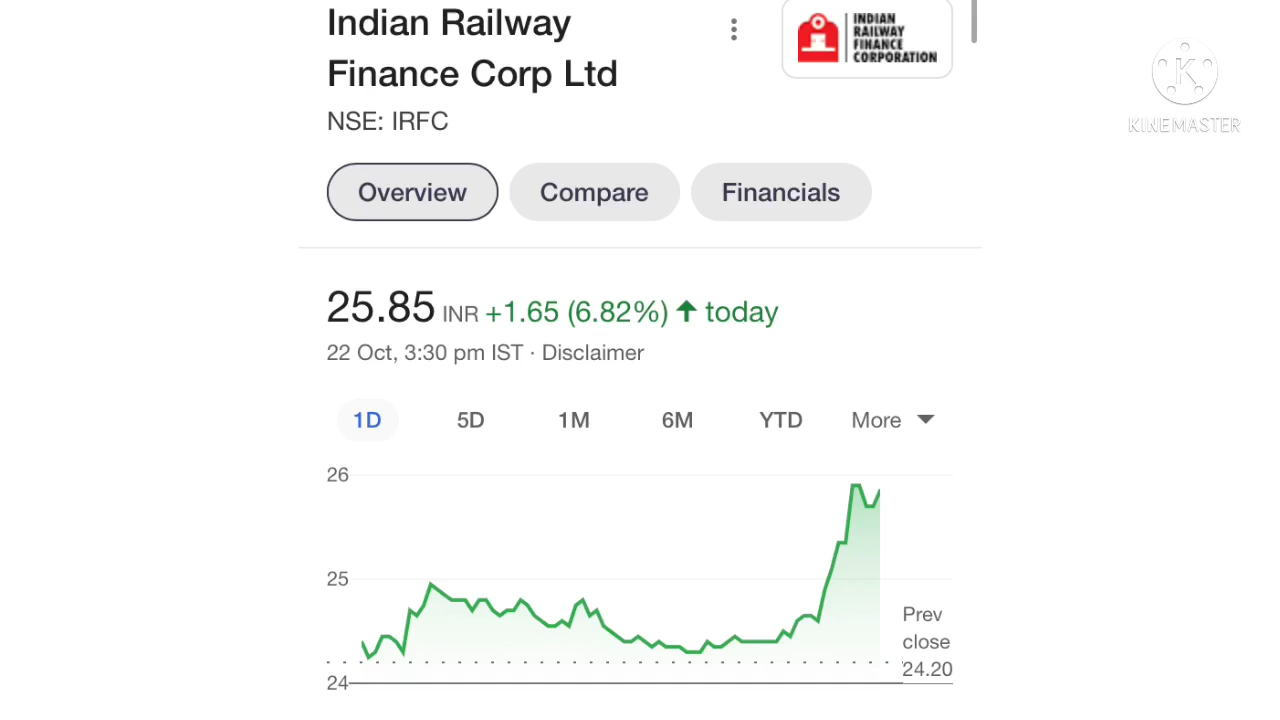 Indian Railway
Finance Corp Ltd
NSE: IRFC
INDIAN
RAILWAY
FINANCE
CORPORATION
K
KINEMASTER
Overview Compare Financials
25.85 INR +1.65 (6.82%) ↑ today
22 Oct, 3:30 pm IST · Disclaimer
1D 5D 1M 6M YTD More
26
25
24
Prev
close
24.20